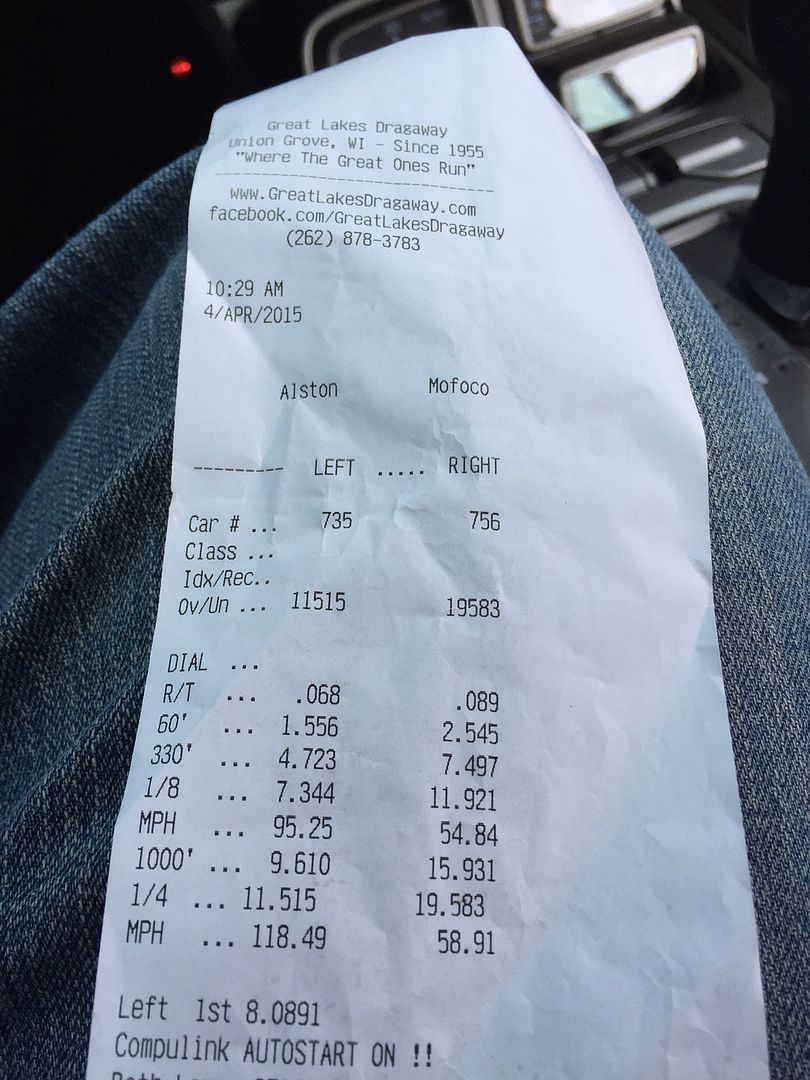 Great Lakes Dragaway
Union Grove, WI - Since 1955
"Where The Great Ones Run"
------------------------------
www.GreatLakesDragaway.com
facebook.com/GreatLakesDragaway
(262) 878-3783
10:29 AM
4/APR/2015
Alston Mofoco
--------- LEFT ..... RIGHT
Car # ... 735 756
Class ...
Idx/Rec..
Ov/Un ... 11515 19583
DIAL ...
R/T ... .068 .089
60' ... 1.556 2.545
330' ... 4.723 7.497
1/8 ... 7.344 11.921
MPH ... 95.25 54.84
1000' ... 9.610 15.931
1/4 ... 11.515 19.583
MPH ... 118.49 58.91
Left 1st 8.0891
Compulink AUTOSTART ON !!